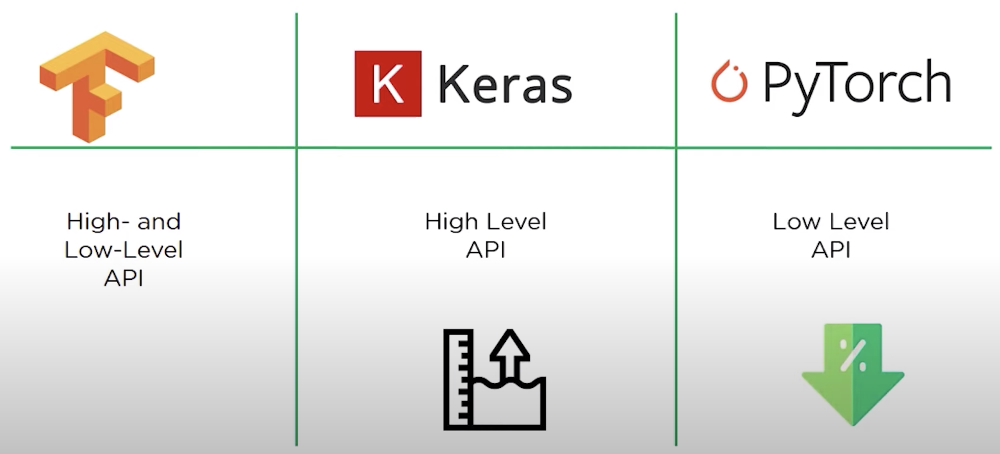 K Keras
PyTorch
High- and
Low-Level
API
High Level
API
Low Level
API
%